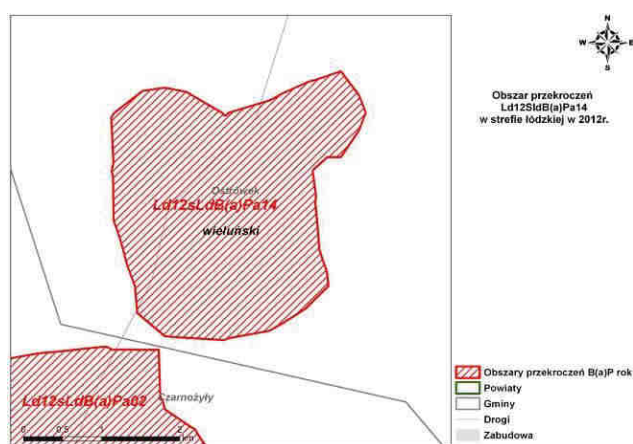 N
W E
S
Obszar przekroczeń
Ld12SldB(a)Pa14
w strefie łódzkiej w 2012r.
Ostrówek
Ld12sLdB(a)Pa14
wieluński
Ld12sLdB(a)Pa02
Czarnożyły
0 0,5 1 2
km
Obszary przekroczeń B(a)P rok
Powiaty
Gminy
Drogi
Zabudowa